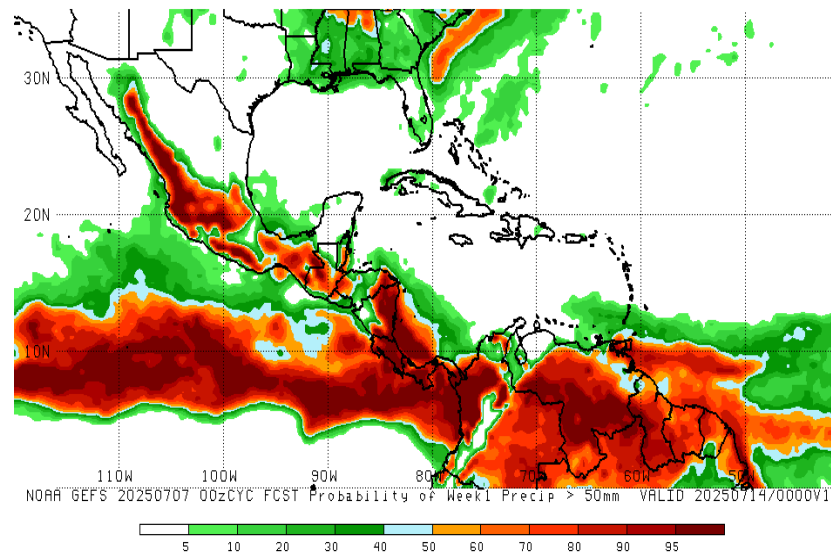 30N
20N
10N
110W 100W 90W 80W 70W 60W 50W
NOAA GEFS 20250707 00zCYC FCST Probability of Week1 Precip > 50mm VALID 20250714/0000V1
5 10 20 30 40 50 60 70 80 90 95